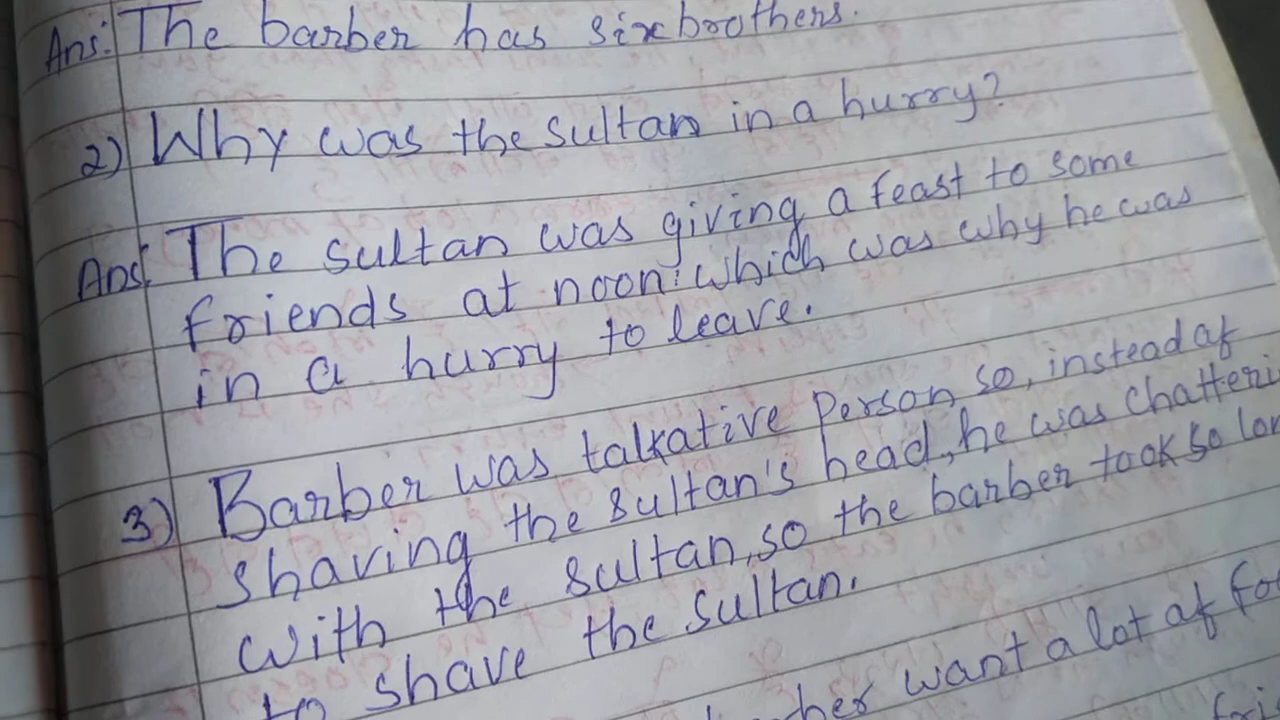 Ans: The barber has six brothers.
2) Why was the sultan in a hurry?
Ans: The sultan was giving a feast to some
friends at noon. which was why he was
in a hurry to leave.
3) Barber was talkative Person, so, instead of
shaving the sultan's head, he was Chatteri
with the sultan, so the barber took so lon
to shave the sultan.
want a lot of